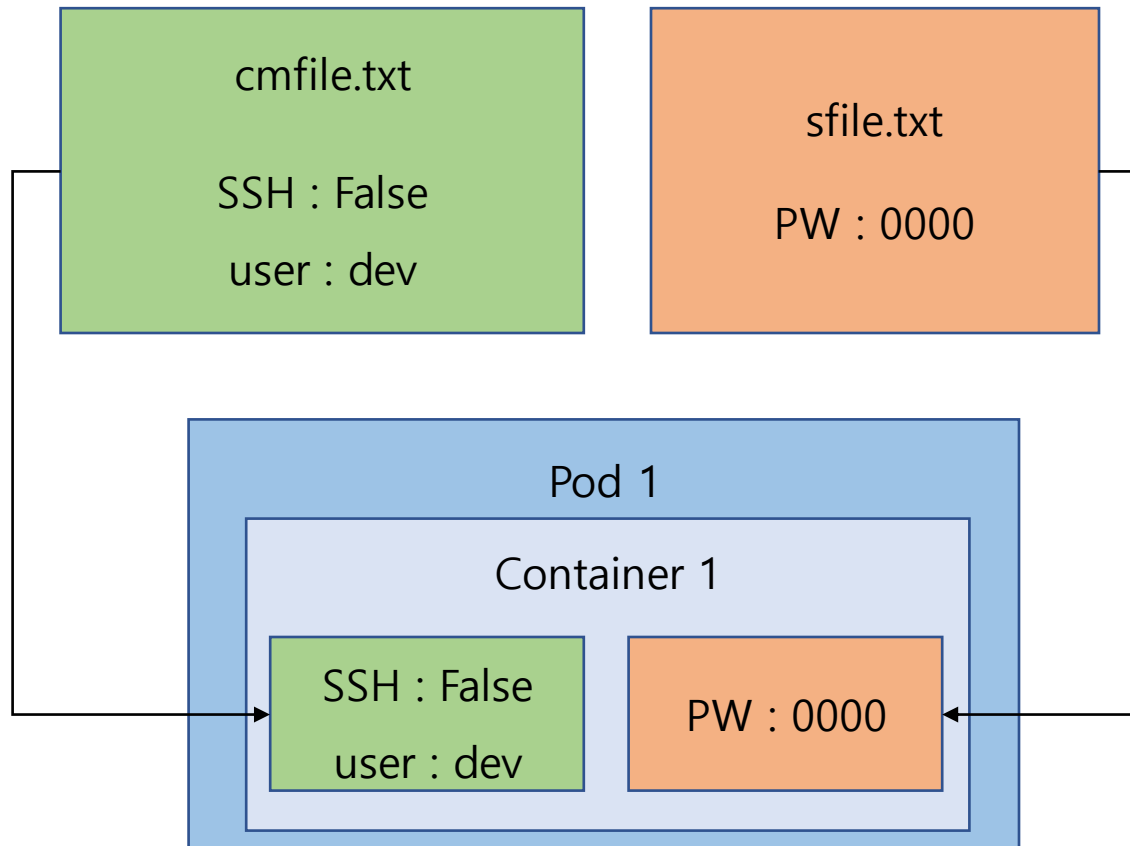 cmfile.txt
SSH : False
user : dev
sfile.txt
PW : 0000
Pod 1
Container 1
SSH : False
user : dev
PW : 0000